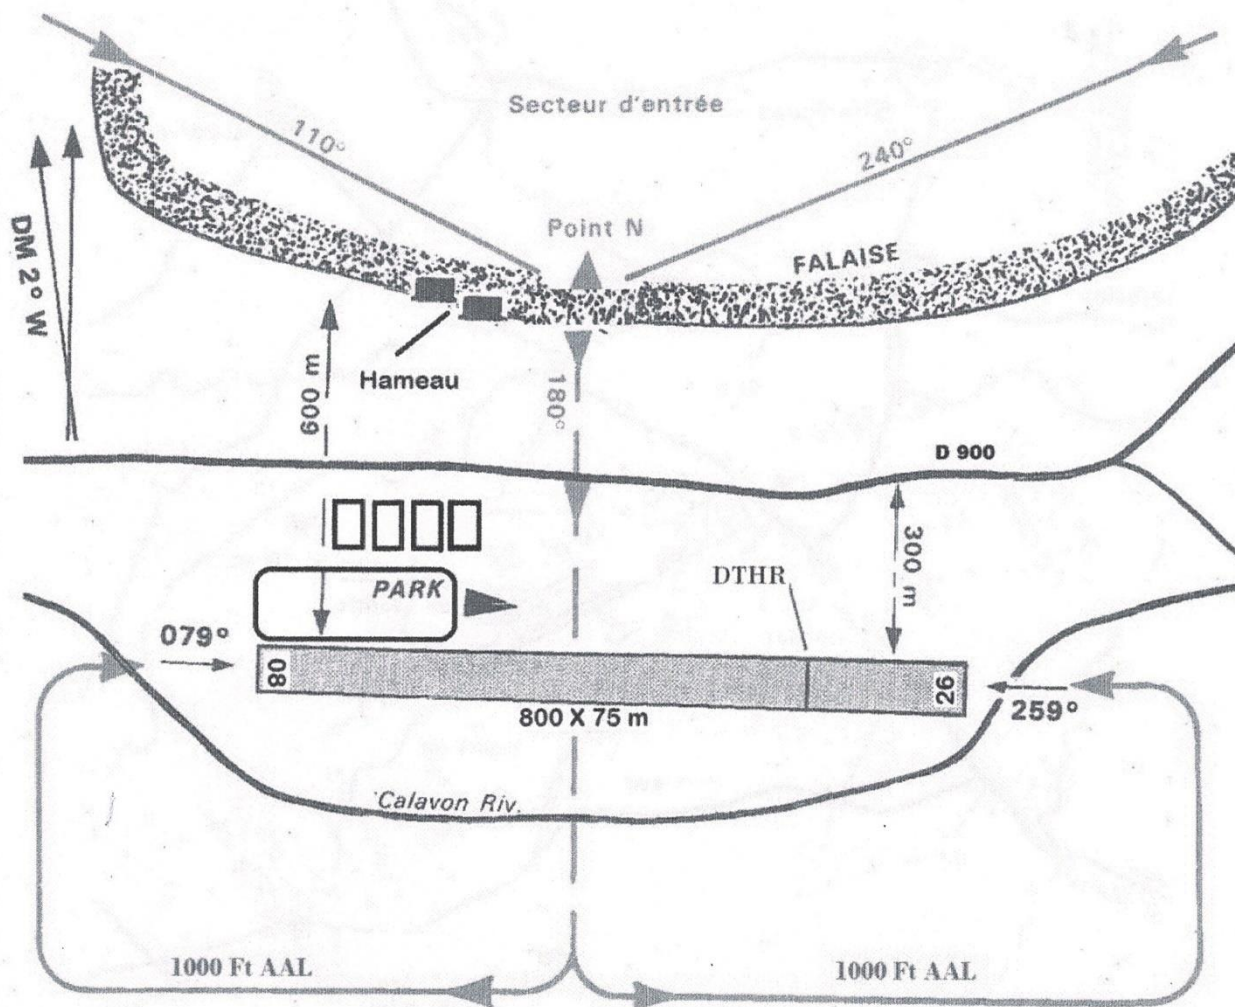 Secteur d'entrée
110°
240°
Point N
FALAISE
DM 2° W
Hameau
600 m
180°
D 900
300 m
PARK
DTHR
079°
08
26
259°
800 X 75 m
Calavon Riv.
1000 Ft AAL
1000 Ft AAL